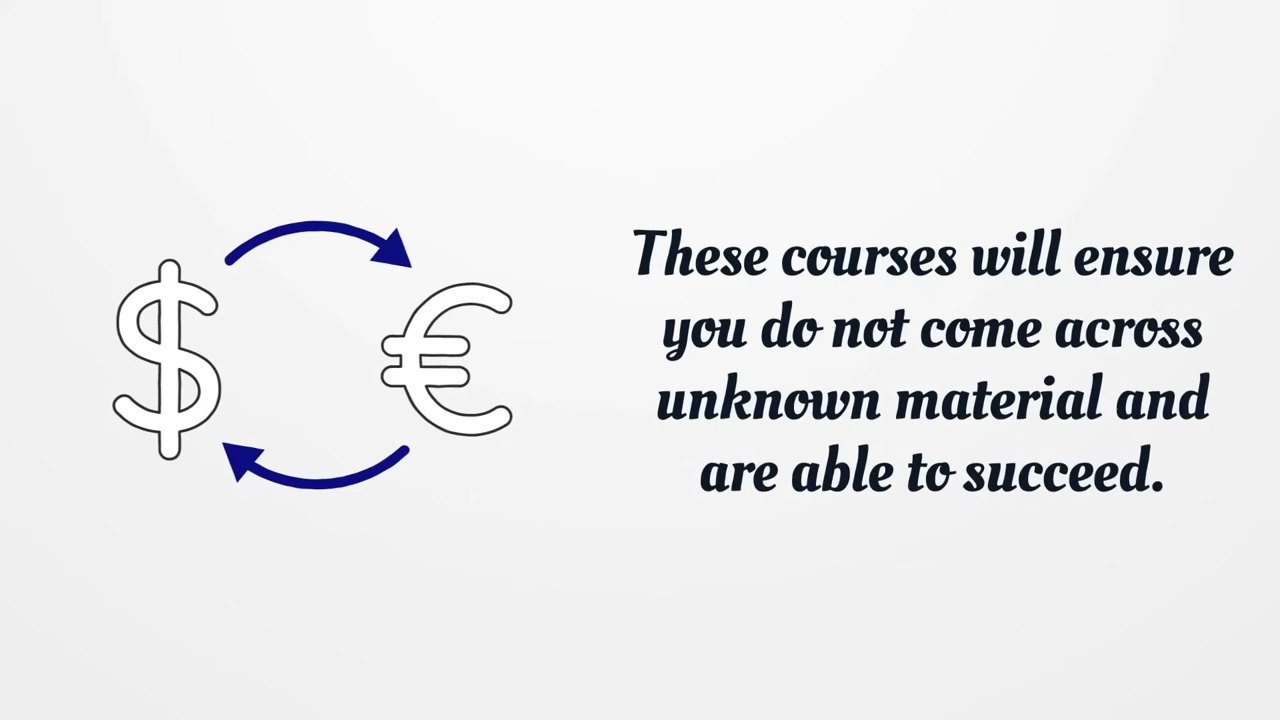 $
€
These courses will ensure
you do not come across
unknown material and
are able to succeed.